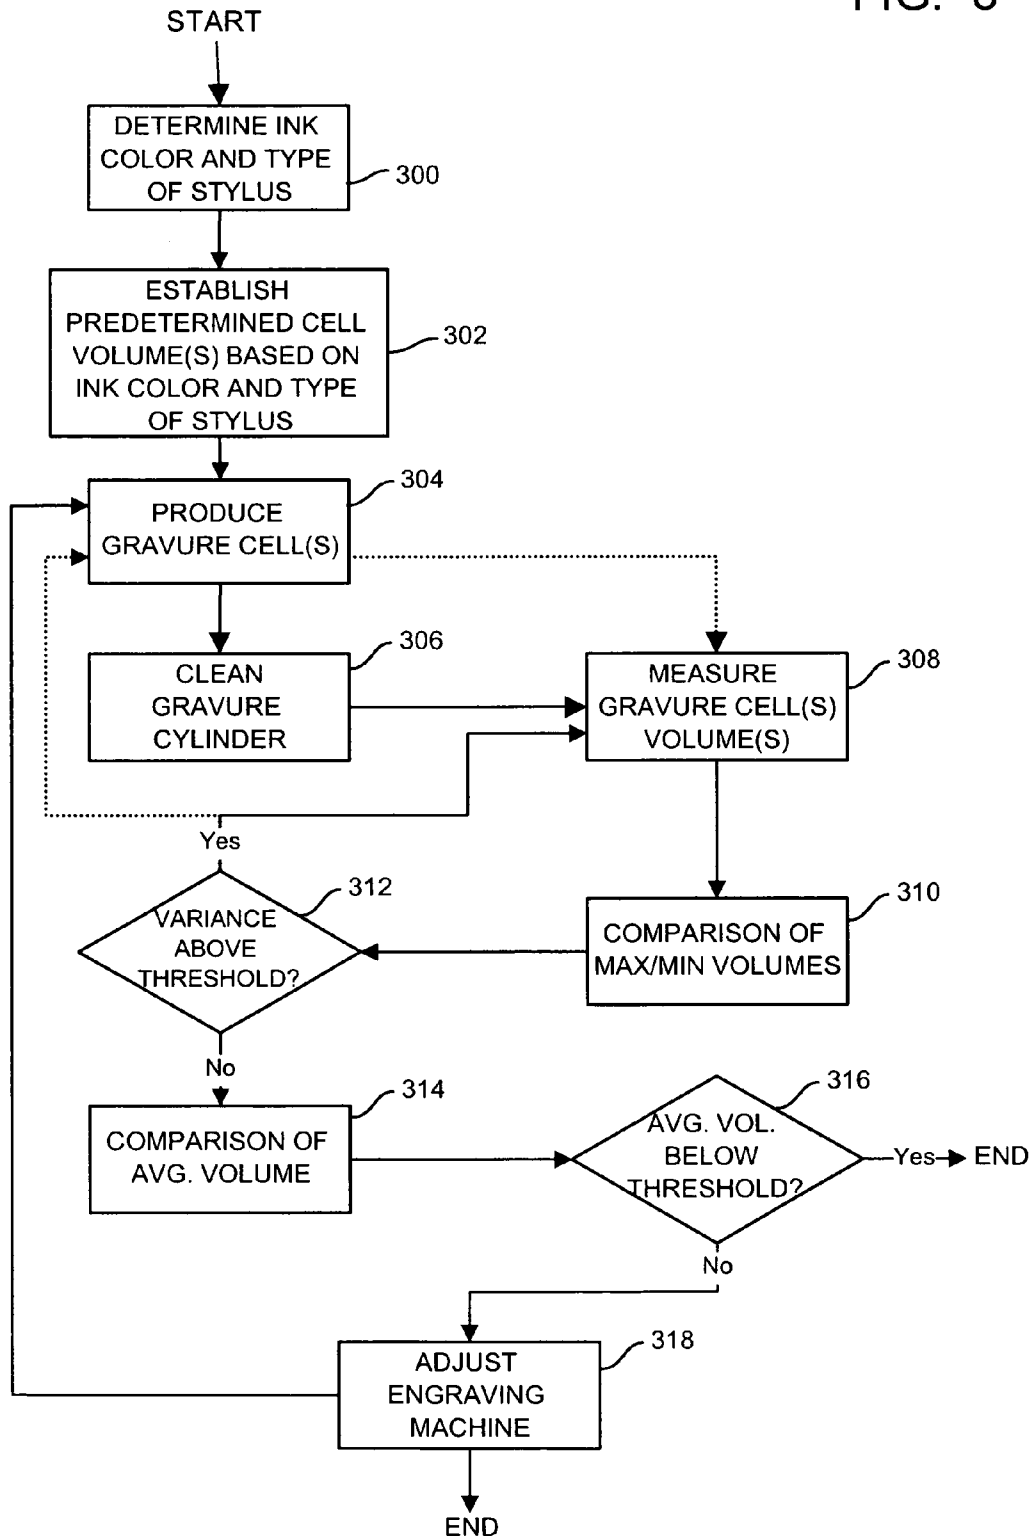 START
DETERMINE INK
COLOR AND TYPE
OF STYLUS
300
ESTABLISH
PREDETERMINED CELL
VOLUME(S) BASED ON
INK COLOR AND TYPE
OF STYLUS
302
PRODUCE
GRAVURE CELL(S)
304
CLEAN
GRAVURE
CYLINDER
306
MEASURE
GRAVURE CELL(S)
VOLUME(S)
308
Yes
VARIANCE
ABOVE
THRESHOLD?
312
COMPARISON OF
MAX/MIN VOLUMES
310
No
COMPARISON OF
AVG. VOLUME
314
AVG. VOL.
BELOW
THRESHOLD?
316
Yes
END
No
ADJUST
ENGRAVING
MACHINE
318
END